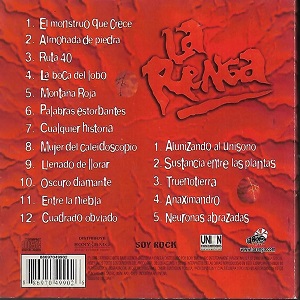 La
Renga
1. El monstruo que crece
2. Almohada de piedra
3. Ruta 40
4. La boca del lobo
5. Montaña Roja
6. Palabras estorbantes
7. Cualquier historia
8. Mujer del caleidoscopio
9. Llenado de llorar
10. Oscuro diamante
11. Entre la niebla
12. Cuadrado obviado
1. Alunizando al unísono
2. Sustancia entre las plantas
3. Truenotierra
4. Anaximandro
5. Neuronas abrazadas
SOY ROCK
88697049902